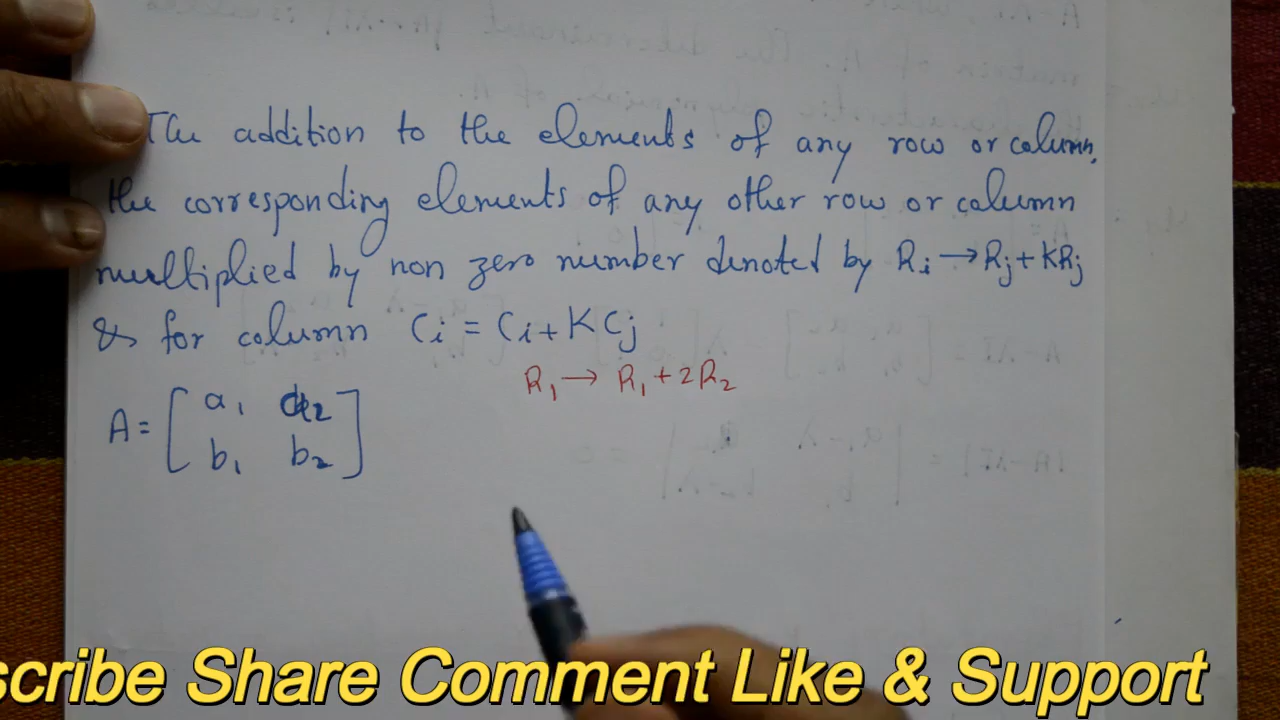 The addition to the elements of any row or column,
the corresponding elements of any other row or column
multiplied by non zero number denoted by Ri → Rj + KRj
& for column Ci = Ci + K Cj
R1 → R1 + 2R2
A = [ a1 a2
b1 b2 ]
scribe Share Comment Like & Support